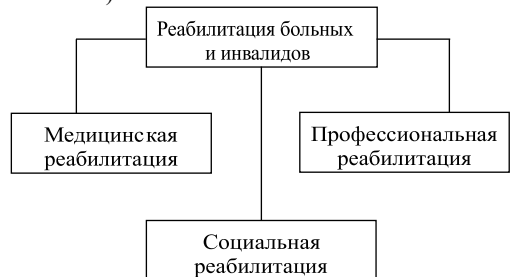 Реабилитация больных
и инвалидов
Медицинская
реабилитация
Профессиональная
реабилитация
Социальная
реабилитация